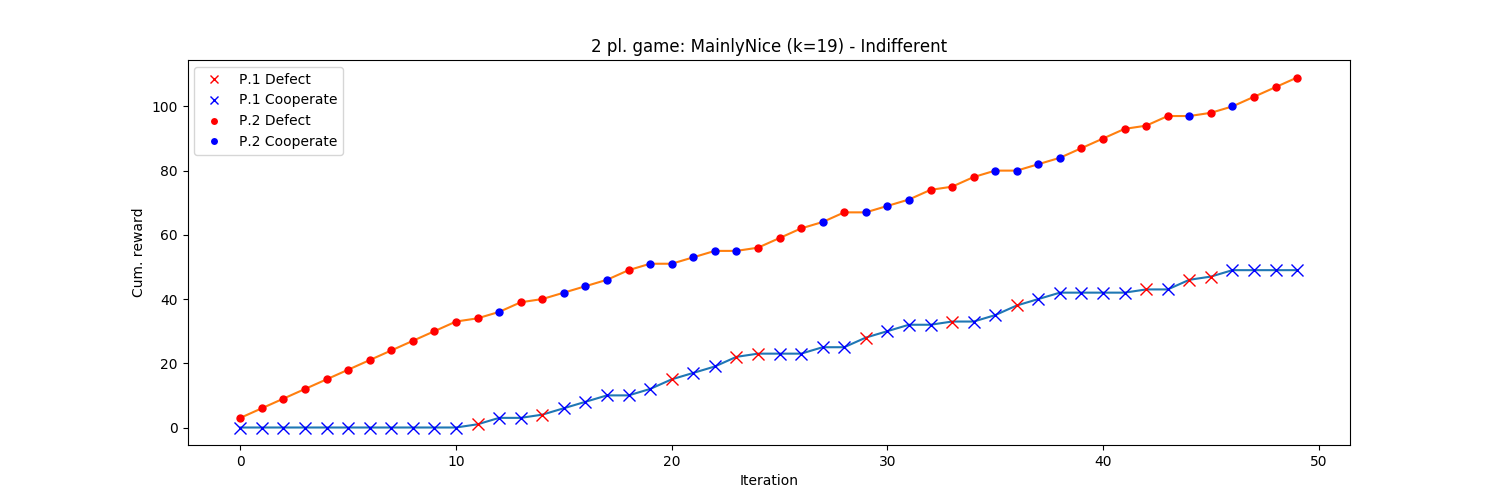 2 pl. game: MainlyNice (k=19) - Indifferent
P.1 Defect
P.1 Cooperate
P.2 Defect
P.2 Cooperate
Cum. reward
100
80
60
40
20
0
0 10 20 30 40 50
Iteration